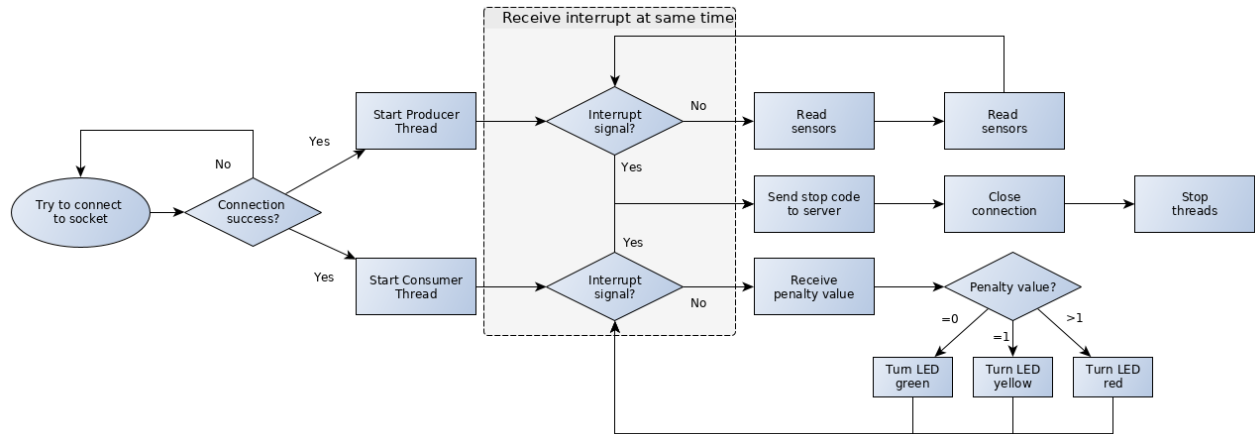 Receive interrupt at same time
Start Producer
Thread
Interrupt
signal?
No
Read
sensors
Read
sensors
Yes
No
Yes
Try to connect
to socket
Connection
success?
Send stop code
to server
Close
connection
Stop
threads
Yes
Yes
Start Consumer
Thread
Interrupt
signal?
No
Receive
penalty value
Penalty value?
=0
=1
>1
Turn LED
green
Turn LED
yellow
Turn LED
red